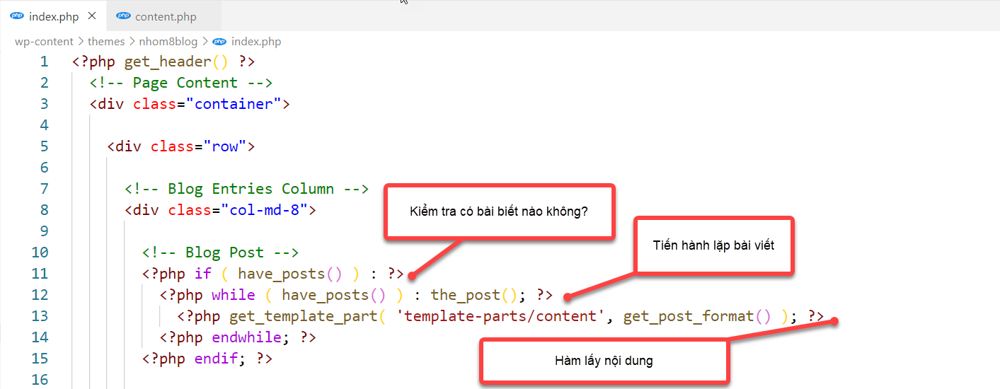 index.php
content.php
wp-content > themes > nhom8blog > index.php
1 <?php get_header() ?>
2 <!-- Page Content -->
3 <div class="container">
4
5 <div class="row">
6
7 <!-- Blog Entries Column -->
8 <div class="col-md-8">
9
10 <!-- Blog Post -->
11 <?php if ( have_posts() ) : ?>
12 <?php while ( have_posts() ) : the_post(); ?>
13 <?php get_template_part( 'template-parts/content', get_post_format() ); ?>
14 <?php endwhile; ?>
15 <?php endif; ?>
16
Kiểm tra có bài biết nào không?
Tiến hành lặp bài viết
Hàm lấy nội dung